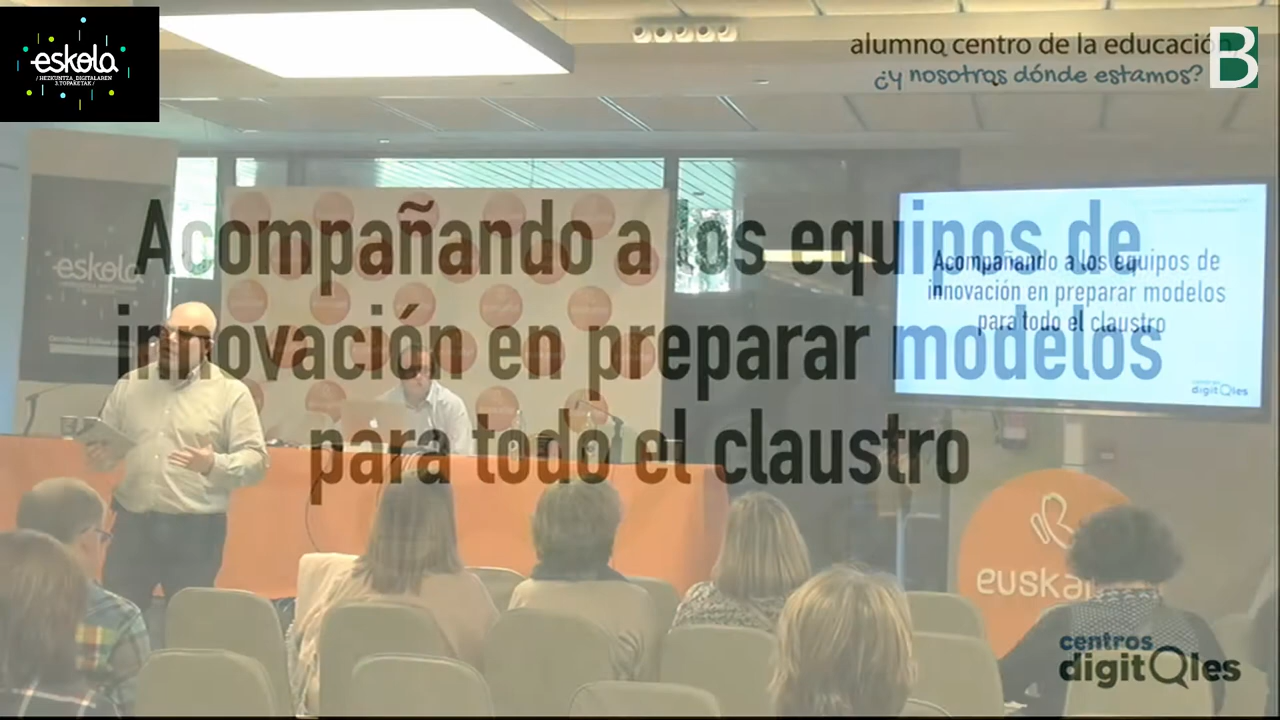 eskola
/HEZKUNTZA_DIGITALAREN
3.TOPAKETAK/
alumno centro de la educación,
¿y nosotros dónde estamos?
B
Acompañando a los equipos de
innovación en preparar modelos
para todo el claustro
eskola
Acompañando a los equipos de
innovación en preparar modelos
para todo el claustro
digitQles
euskal
centros
digitQles